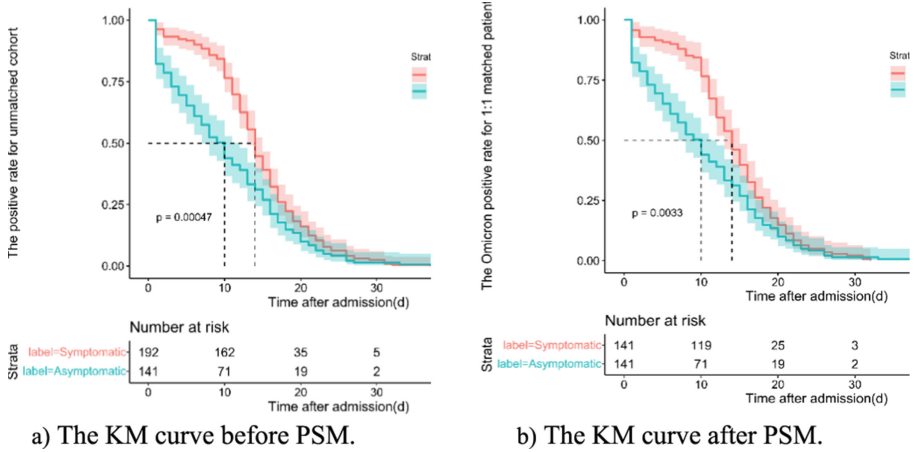 The positive rate for unmatched cohort
1.00
0.75
0.50
0.25
0.00
p = 0.00047
Strat
0 10 20 30
Time after admission(d)
Number at risk
Strata
label=Symptomatic 192 162 35 5
label=Asymptomatic 141 71 19 2
0 10 20 30
Time after admission(d)
a) The KM curve before PSM.
The Omicron positive rate for 1:1 matched patient
1.00
0.75
0.50
0.25
0.00
p = 0.0033
Strat
0 10 20 30
Time after admission(d)
Number at risk
Strata
label=Symptomatic 141 119 25 3
label=Asymptomatic 141 71 19 2
0 10 20 30
Time after admission(d)
b) The KM curve after PSM.